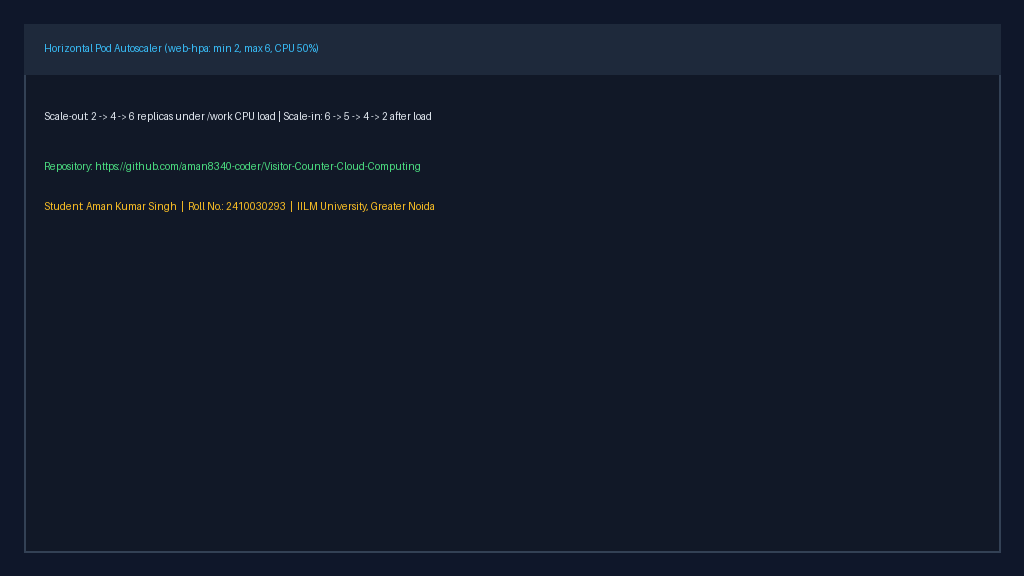 Horizontal Pod Autoscaler (web-hpa: min 2, max 6, CPU 50%)
Scale-out: 2 -> 4 -> 6 replicas under /work CPU load | Scale-in: 6 -> 5 -> 4 -> 2 after load
Repository: https://github.com/aman8340-coder/Visitor-Counter-Cloud-Computing
Student: Aman Kumar Singh | Roll No.: 2410030293 | IILM University, Greater Noida